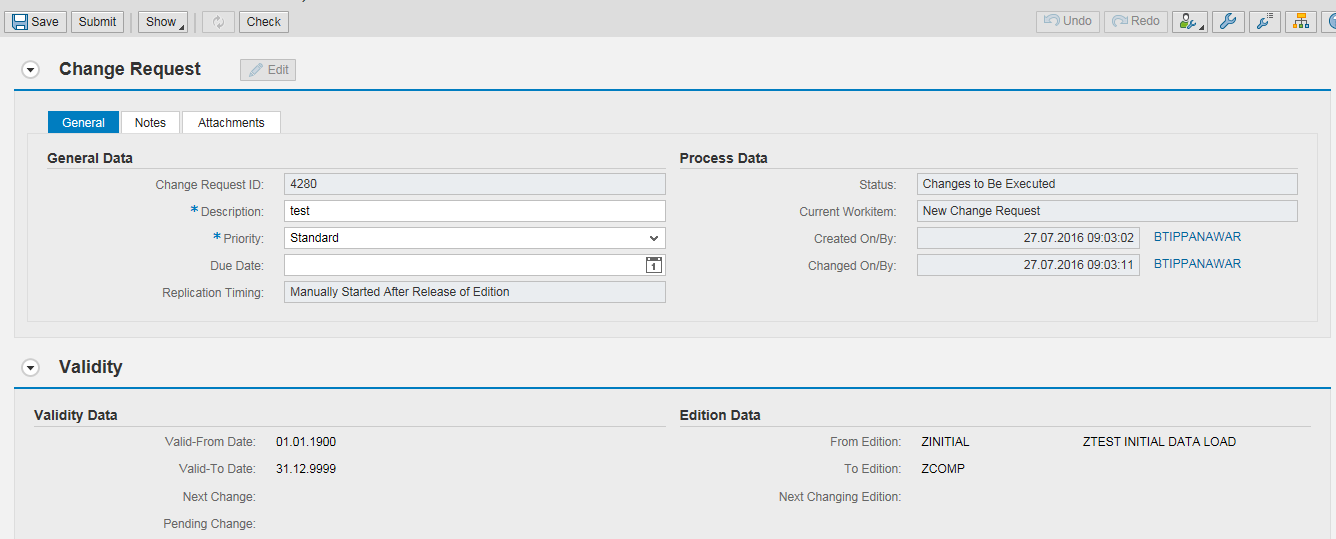 Save Submit Show Check Undo Redo
Change Request Edit
General Notes Attachments
General Data
Change Request ID: 4280
* Description: test
* Priority: Standard
Due Date: 1
Replication Timing: Manually Started After Release of Edition
Process Data
Status: Changes to Be Executed
Current Workitem: New Change Request
Created On/By: 27.07.2016 09:03:02 BTIPPANAWAR
Changed On/By: 27.07.2016 09:03:11 BTIPPANAWAR
Validity
Validity Data
Valid-From Date: 01.01.1900
Valid-To Date: 31.12.9999
Next Change:
Pending Change:
Edition Data
From Edition: ZINITIAL ZTEST INITIAL DATA LOAD
To Edition: ZCOMP
Next Changing Edition: